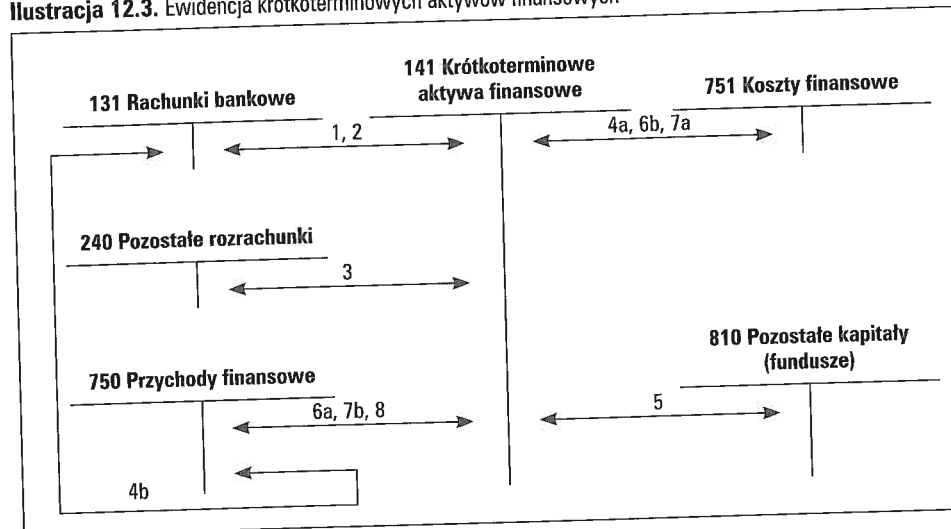 Ilustracja 12.3. Ewidencja krótkoterminowych aktywów finansowych
141 Krótkoterminowe
aktywa finansowe
131 Rachunki bankowe
751 Koszty finansowe
1, 2
4a, 6b, 7a
240 Pozostałe rozrachunki
3
810 Pozostałe kapitały
(fundusze)
750 Przychody finansowe
6a, 7b, 8
5
4b